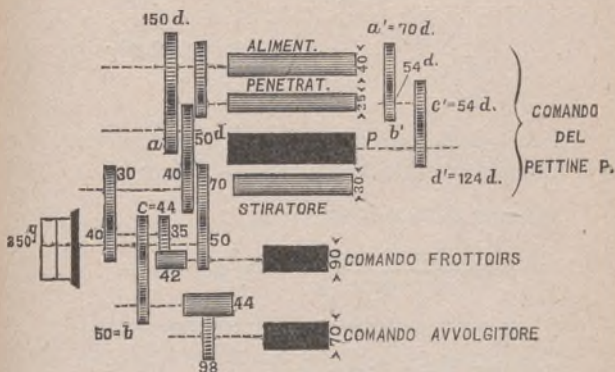 150 d.
ALIMENT.
40
a' = 70 d.
54 d.
PENETRAT.
35
c' = 54 d.
COMANDO
DEL
PETTINE P.
a
50 d
p
b'
d' = 124 d.
30
40
70
30
STIRATORE
C=44
250 q
40
35
50
42
90
COMANDO FROTTOIRS
44
50=b
70
COMANDO AVVOLGITORE
98